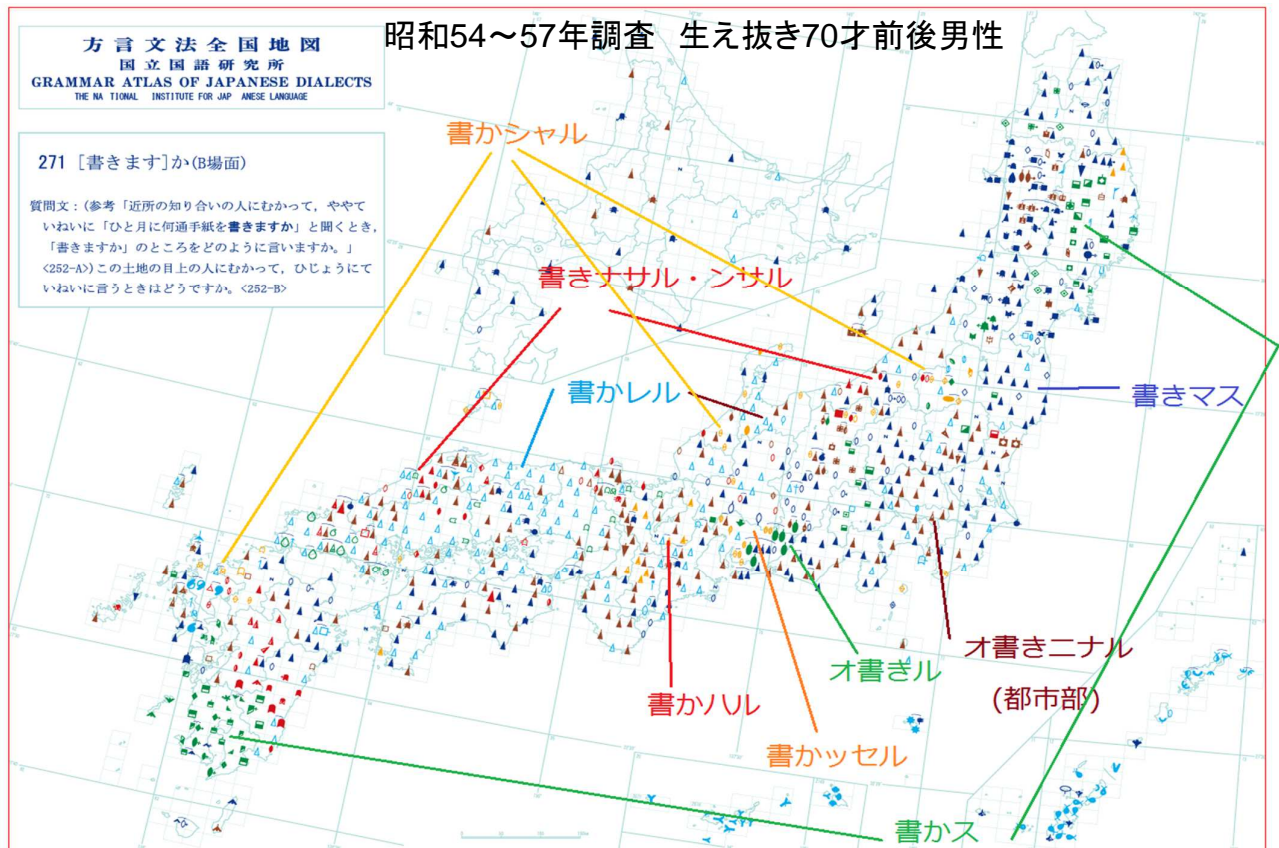 昭和54～57年調査　生え抜き70才前後男性
方言文法全国地図
国立国語研究所
GRAMMAR ATLAS OF JAPANESE DIALECTS
THE NA TIONAL INSTITUTE FOR JAP ANESE LANGUAGE
271 [書きます]か(B場面)
質問文：(参考「近所の知り合いの人にむかって，ややて
いねいに「ひと月に何通手紙を書きますか」と聞くとき，
「書きますか」のところをどのように言いますか。」
<252-A>)この土地の目上の人にむかって，ひじょうにて
いねいに言うときはどうですか。<252-B>
書かシャル
書きナサル・ンサル
書かレル
書きマス
オ書きニナル
(都市部)
オ書きル
書かハル
書かッセル
書かス